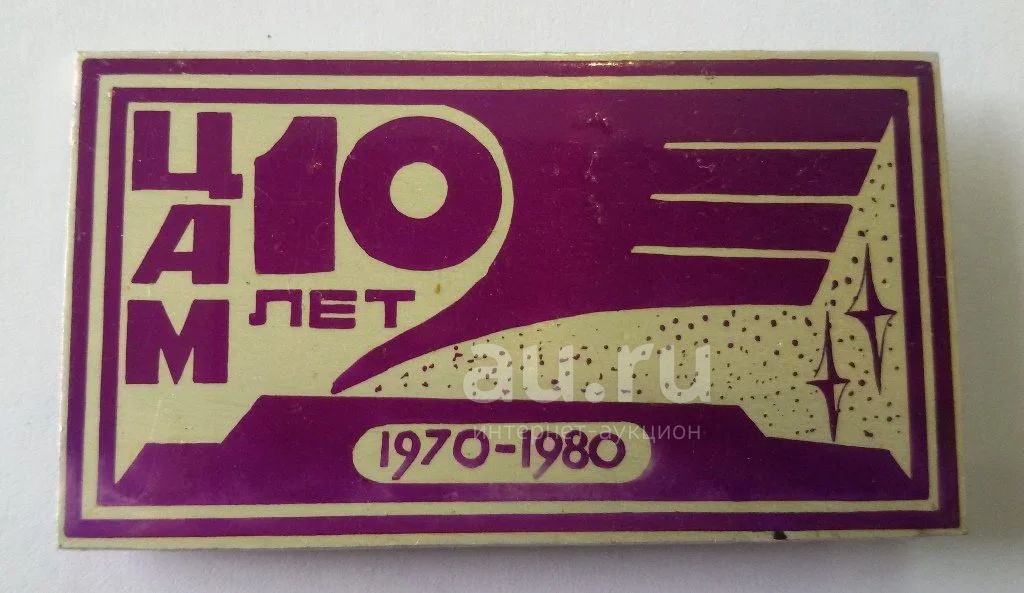 ЦАМ
10
ЛЕТ
au.ru
интернет-аукцион
1970-1980